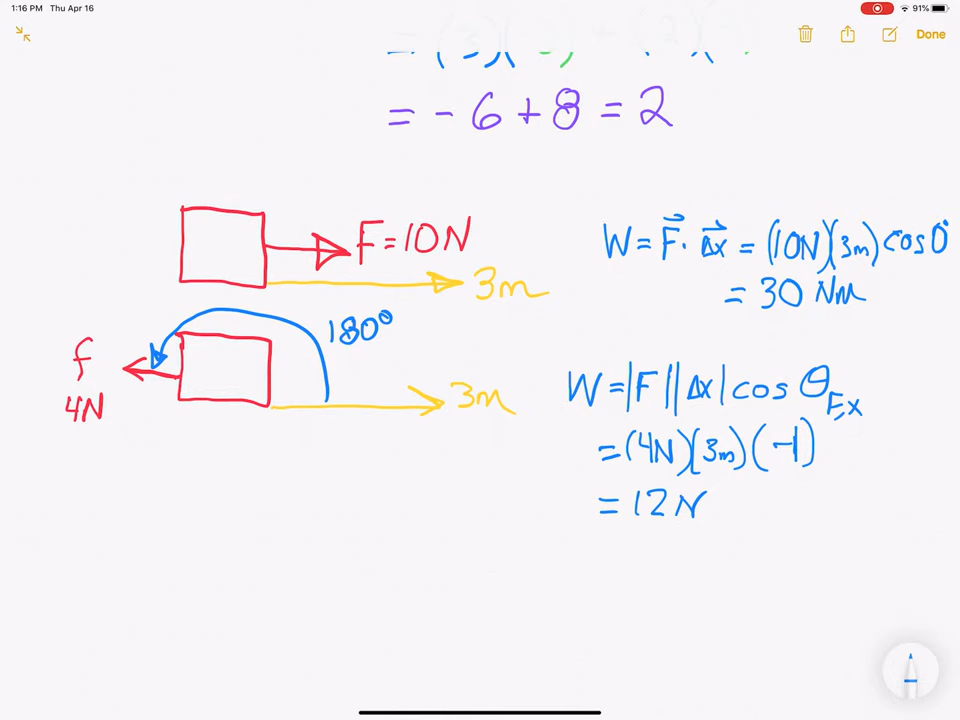 1:16 PM Thu Apr 16
91%
Done
= - 6 + 8 = 2
F = 10N
3m
W = F⃗ · Δx⃗ = (10N)(3m) cos 0°
= 30 Nm
180°
f
4N
3m
W = |F| |Δx| cos θ F,x
= (4N)(3m)(-1)
= 12 N